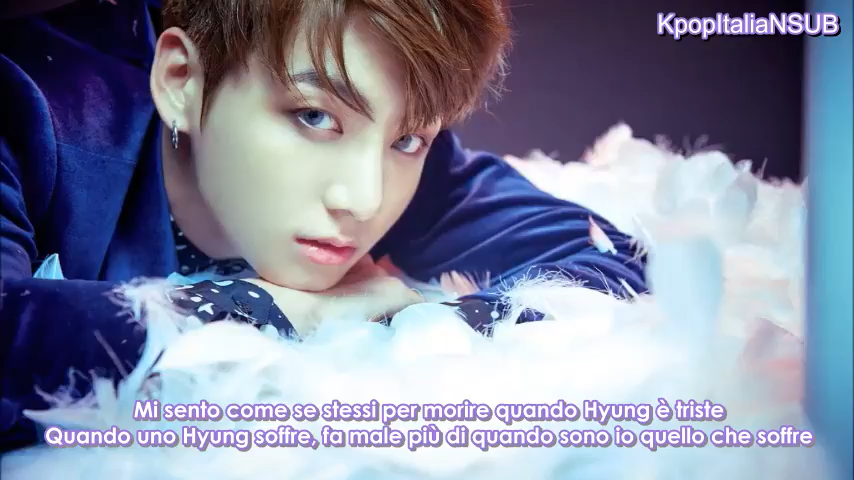 KpopItaliaNSUB
Mi sento come se stessi per morire quando Hyung è triste
Quando uno Hyung soffre, fa male più di quando sono io quello che soffre